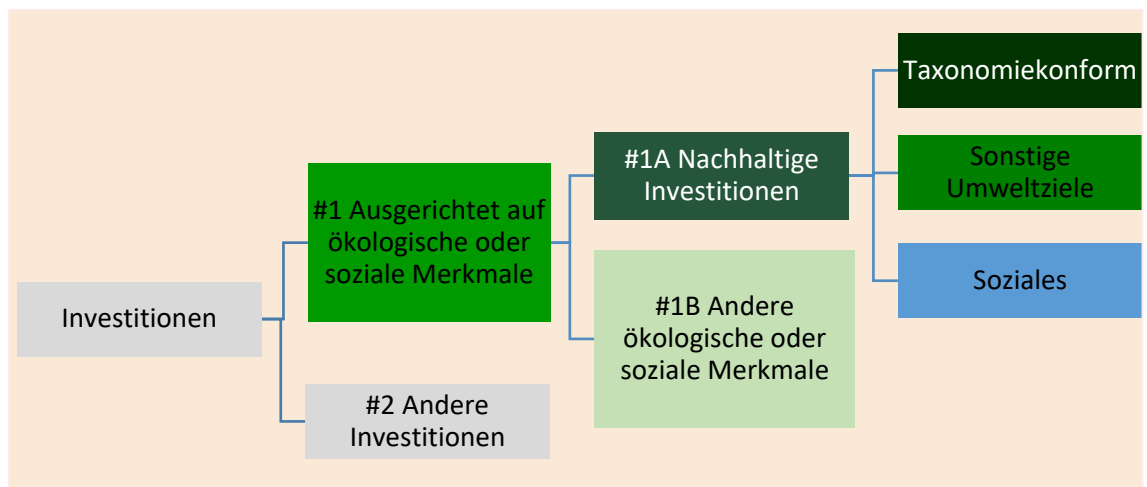 Investitionen
#1 Ausgerichtet auf
ökologische oder
soziale Merkmale
#2 Andere
Investitionen
#1A Nachhaltige
Investitionen
#1B Andere
ökologische oder
soziale Merkmale
Taxonomiekonform
Sonstige
Umweltziele
Soziales